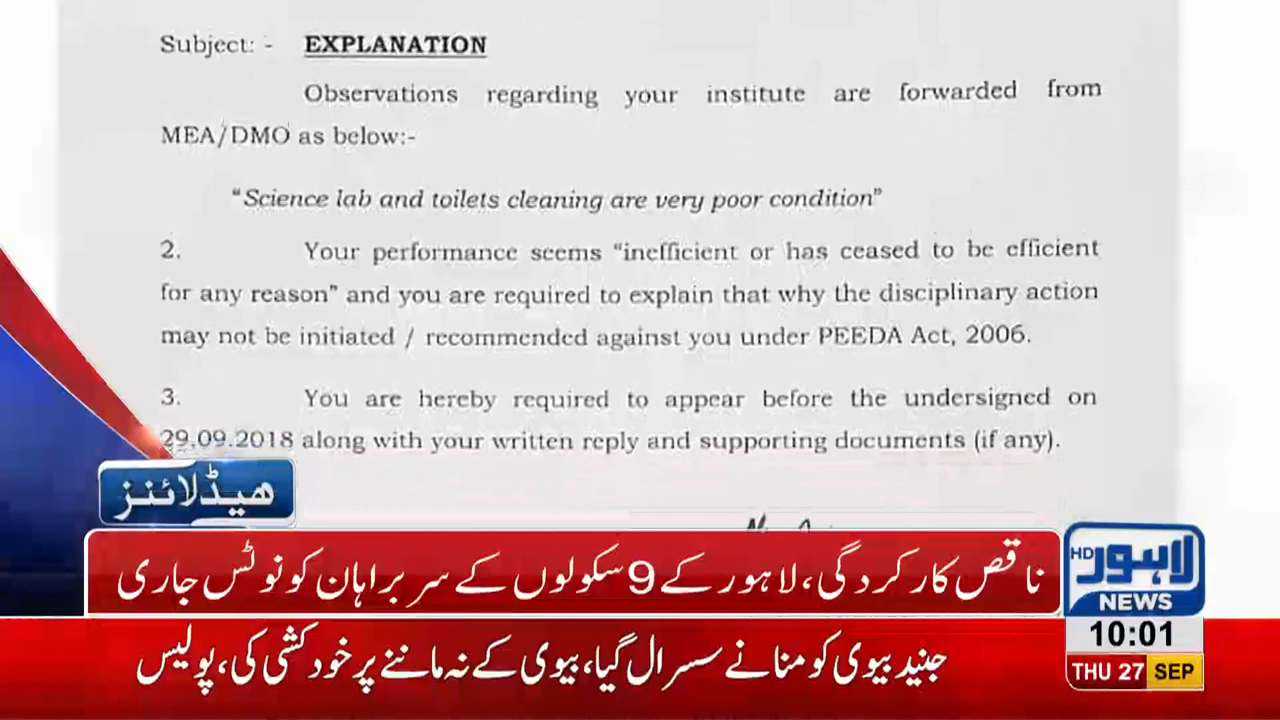 Subject: - EXPLANATION
Observations regarding your institute are forwarded from
MEA/DMO as below:-
“Science lab and toilets cleaning are very poor condition”
2. Your performance seems “inefficient or has ceased to be efficient
for any reason” and you are required to explain that why the disciplinary action
may not be initiated / recommended against you under PEEDA Act, 2006.
3. You are hereby required to appear before the undersigned on
29.09.2018 along with your written reply and supporting documents (if any).
ہیڈلائنز
ناقص کارکردگی، لاہور کے 9 سکولوں کے سربراہان کو نوٹس جاری
جنید بیوی کو منانے سسرال گیا، بیوی کے نہ ماننے پر خودکشی کی، پولیس
لاہور HD
NEWS
10:01
THU 27 SEP